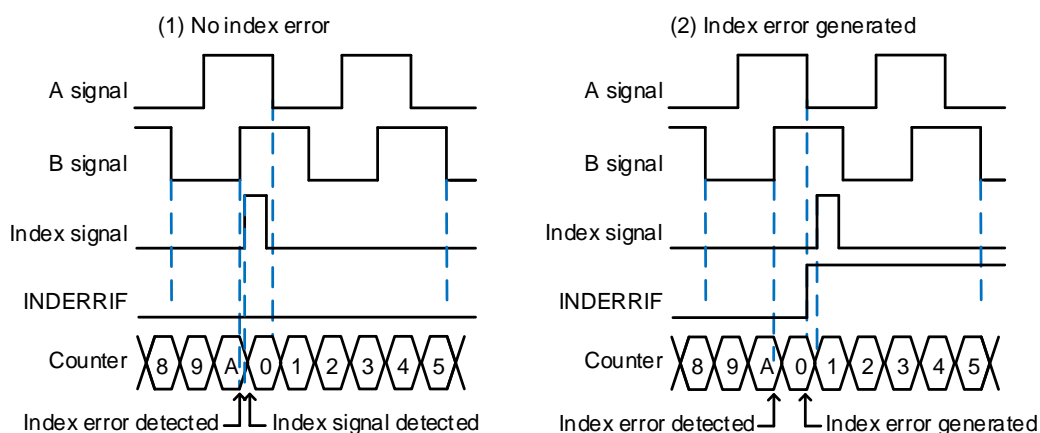 (1) No index error
A signal
B signal
Index signal
INDERRIF
Counter 8 9 A 0 1 2 3 4 5
Index error detected Index signal detected
(2) Index error generated
A signal
B signal
Index signal
INDERRIF
Counter 8 9 A 0 1 2 3 4 5
Index error detected Index error generated